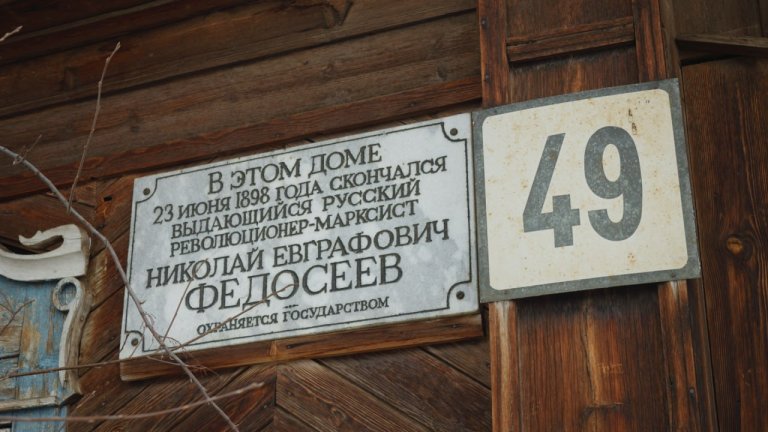 В ЭТОМ ДОМЕ
23 ИЮНЯ 1898 ГОДА СКОНЧАЛСЯ
ВЫДАЮЩИЙСЯ РУССКИЙ
РЕВОЛЮЦИОНЕР-МАРКСИСТ
НИКОЛАЙ ЕВГРАФОВИЧ
ФЕДОСЕЕВ
ОХРАНЯЕТСЯ ГОСУДАРСТВОМ
49